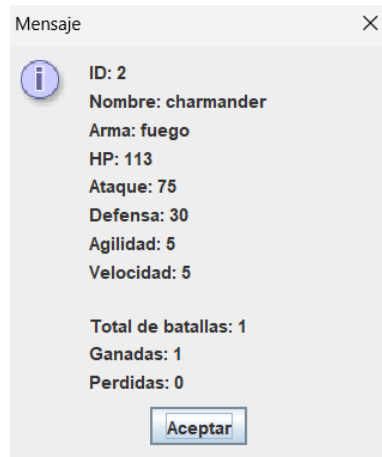 Mensaje
ID: 2
Nombre: charmander
Arma: fuego
HP: 113
Ataque: 75
Defensa: 30
Agilidad: 5
Velocidad: 5
Total de batallas: 1
Ganadas: 1
Perdidas: 0
Aceptar